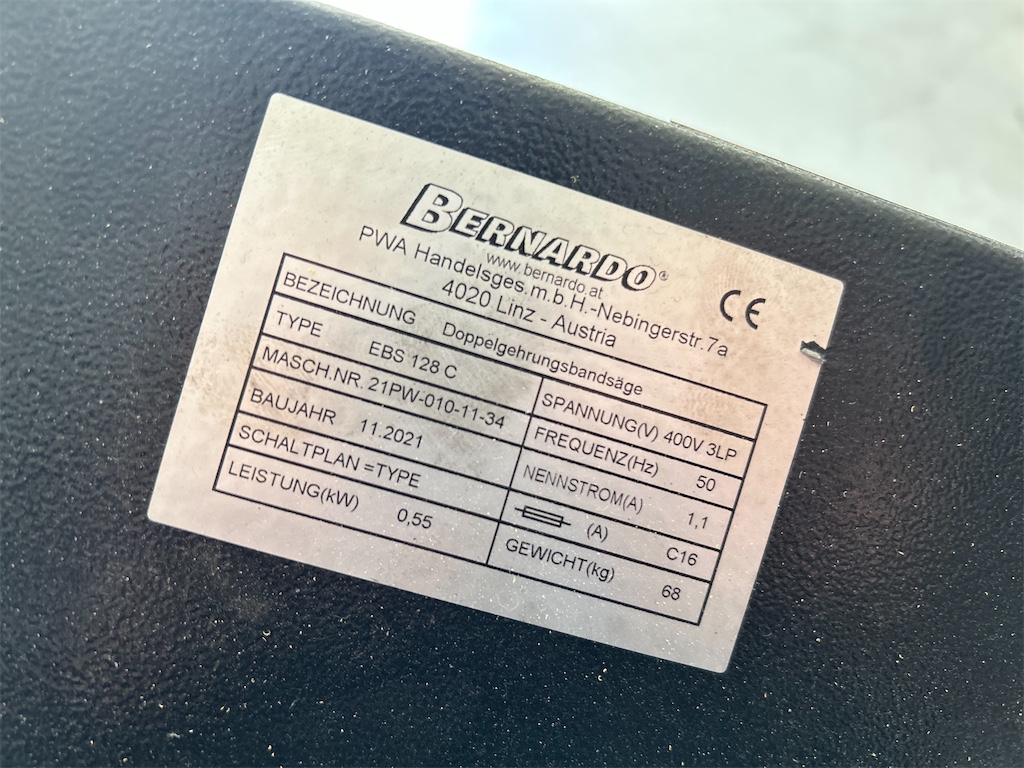 BERNARDO®
www.bernardo.at
PWA Handelsges.m.b.H.-Nebingerstr.7a
4020 Linz - Austria
CE
BEZEICHNUNG Doppelgehrungsbandsäge
TYPE EBS 128 C
SPANNUNG(V) 400V 3LP
MASCH.NR. 21PW-010-11-34
FREQUENZ(Hz) 50
BAUJAHR 11.2021
NENNSTROM(A) 1,1
SCHALTPLAN =TYPE
(A) C16
LEISTUNG(kW) 0,55
GEWICHT(kg) 68